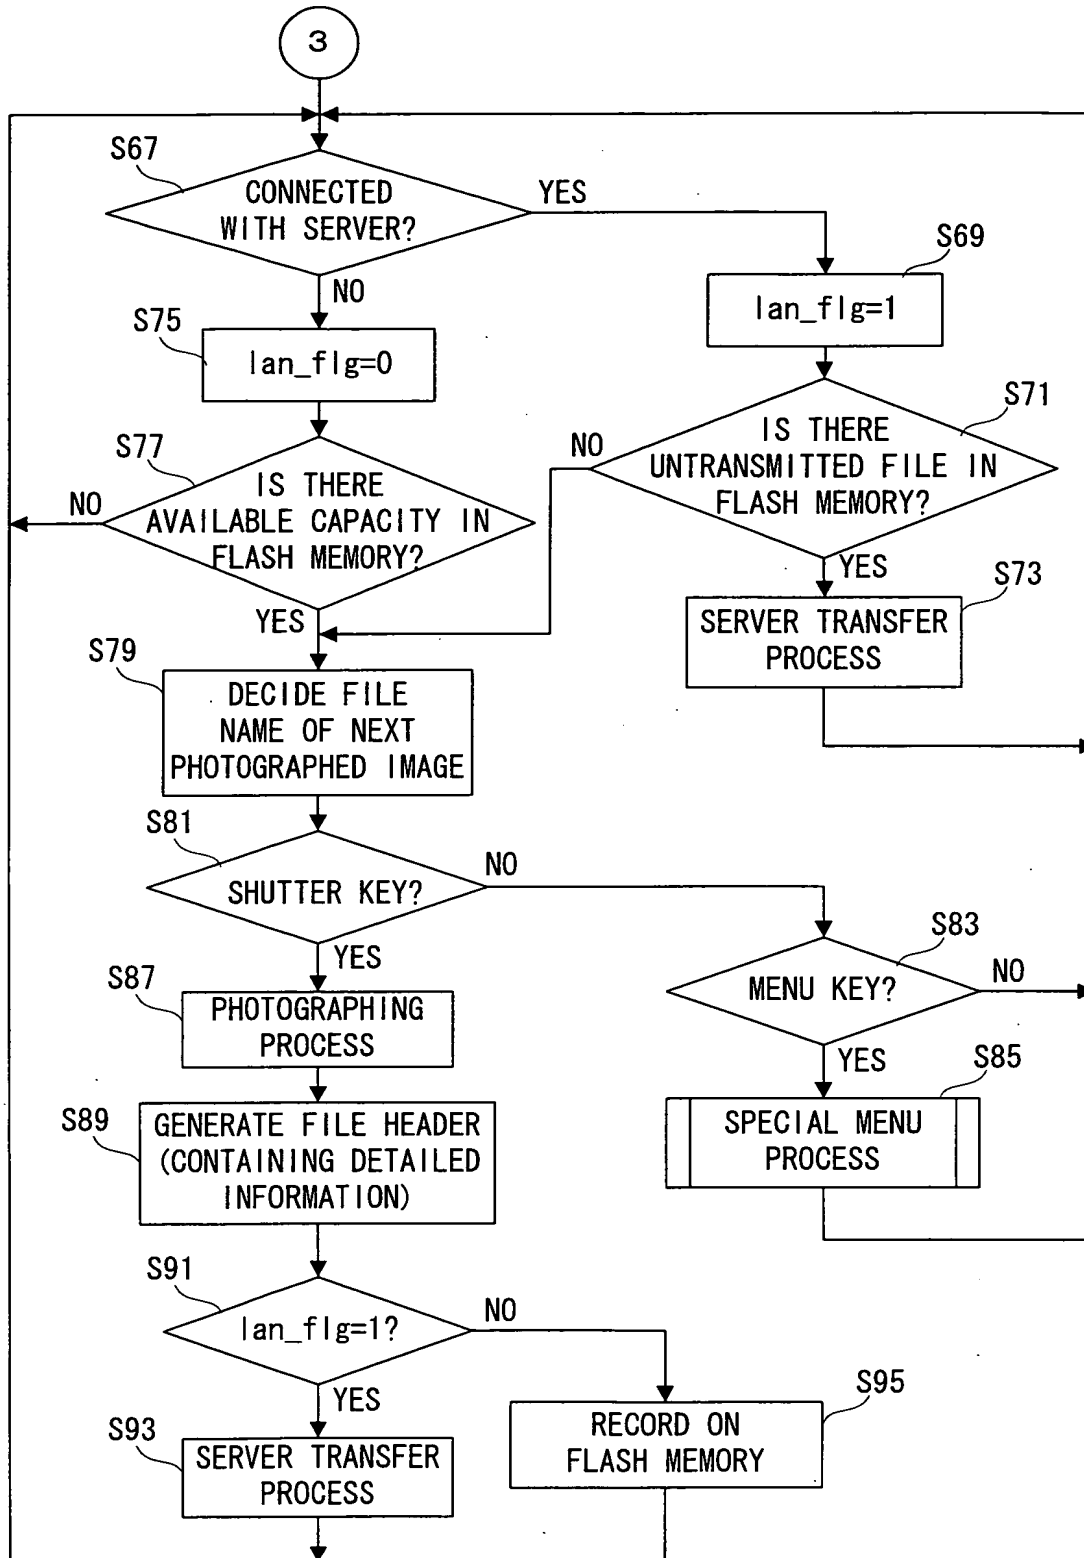 3
S67
CONNECTED
WITH SERVER?
YES
NO
S69
lan_flg=1
S75
lan_flg=0
S71
IS THERE
UNTRANSMITTED FILE IN
FLASH MEMORY?
NO
YES
S77
IS THERE
AVAILABLE CAPACITY IN
FLASH MEMORY?
NO
YES
S73
SERVER TRANSFER
PROCESS
S79
DECIDE FILE
NAME OF NEXT
PHOTOGRAPHED IMAGE
S81
SHUTTER KEY?
NO
YES
S83
MENU KEY?
NO
YES
S87
PHOTOGRAPHING
PROCESS
S85
SPECIAL MENU
PROCESS
S89
GENERATE FILE HEADER
(CONTAINING DETAILED
INFORMATION)
S91
lan_flg=1?
NO
YES
S95
RECORD ON
FLASH MEMORY
S93
SERVER TRANSFER
PROCESS